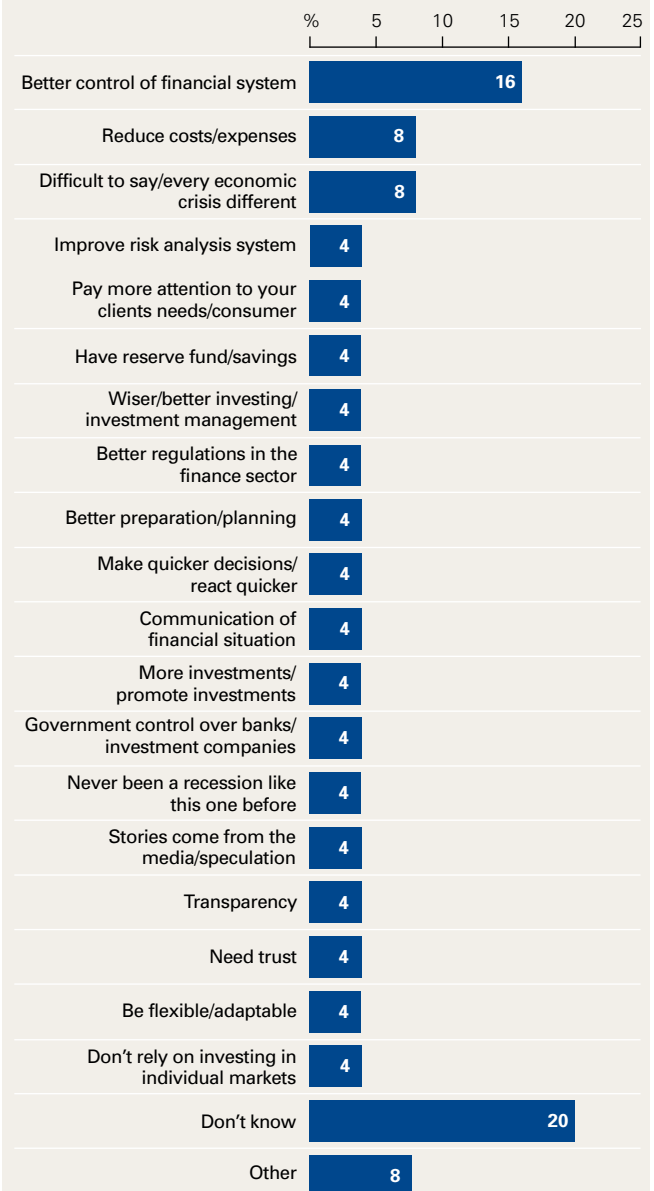 % 5 10 15 20 25
Better control of financial system 16
Reduce costs/expenses 8
Difficult to say/every economic
crisis different 8
Improve risk analysis system 4
Pay more attention to your
clients needs/consumer 4
Have reserve fund/savings 4
Wiser/better investing/
investment management 4
Better regulations in the
finance sector 4
Better preparation/planning 4
Make quicker decisions/
react quicker 4
Communication of
financial situation 4
More investments/
promote investments 4
Government control over banks/
investment companies 4
Never been a recession like
this one before 4
Stories come from the
media/speculation 4
Transparency 4
Need trust 4
Be flexible/adaptable 4
Don't rely on investing in
individual markets 4
Don't know 20
Other 8